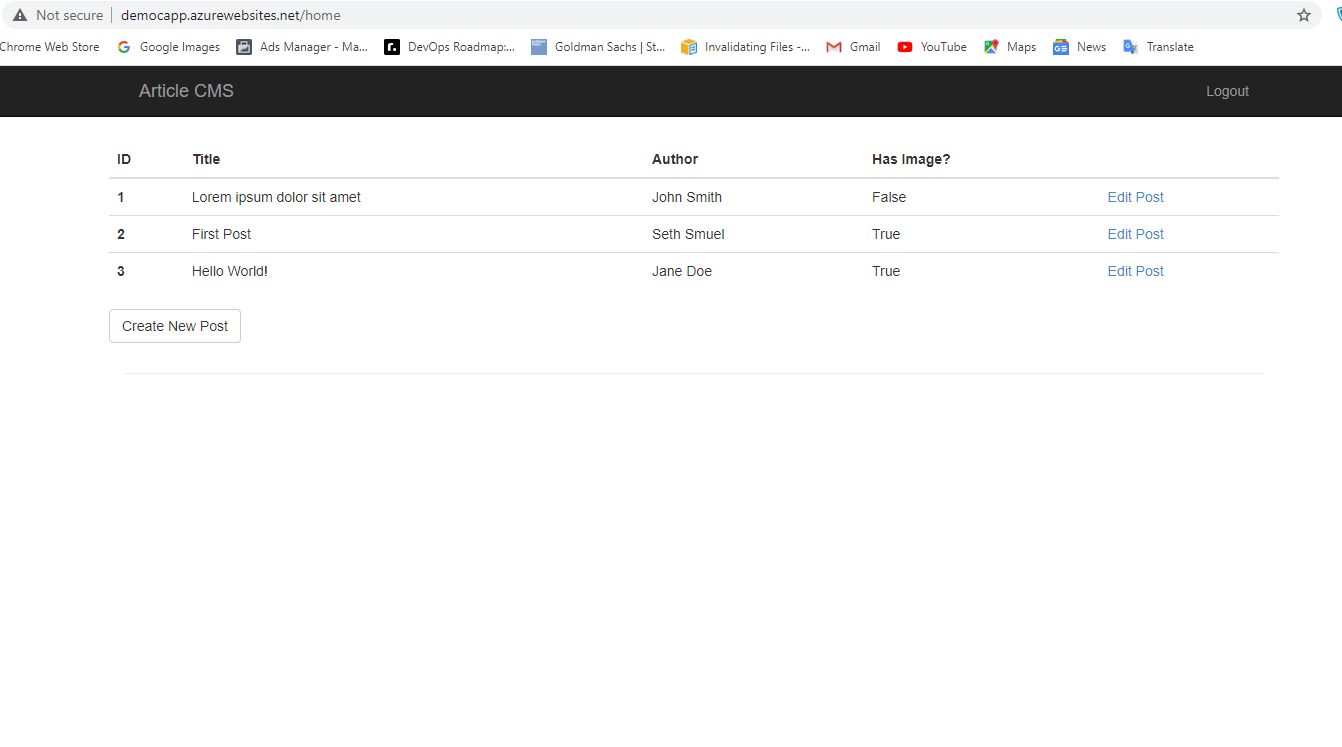 Not secure democapp.azurewebsites.net/home
Chrome Web Store Google Images Ads Manager - Ma... DevOps Roadmap:... Goldman Sachs | St... Invalidating Files -... Gmail YouTube Maps News Translate
Article CMS Logout
ID Title Author Has Image?
1 Lorem ipsum dolor sit amet John Smith False Edit Post
2 First Post Seth Smuel True Edit Post
3 Hello World! Jane Doe True Edit Post
Create New Post